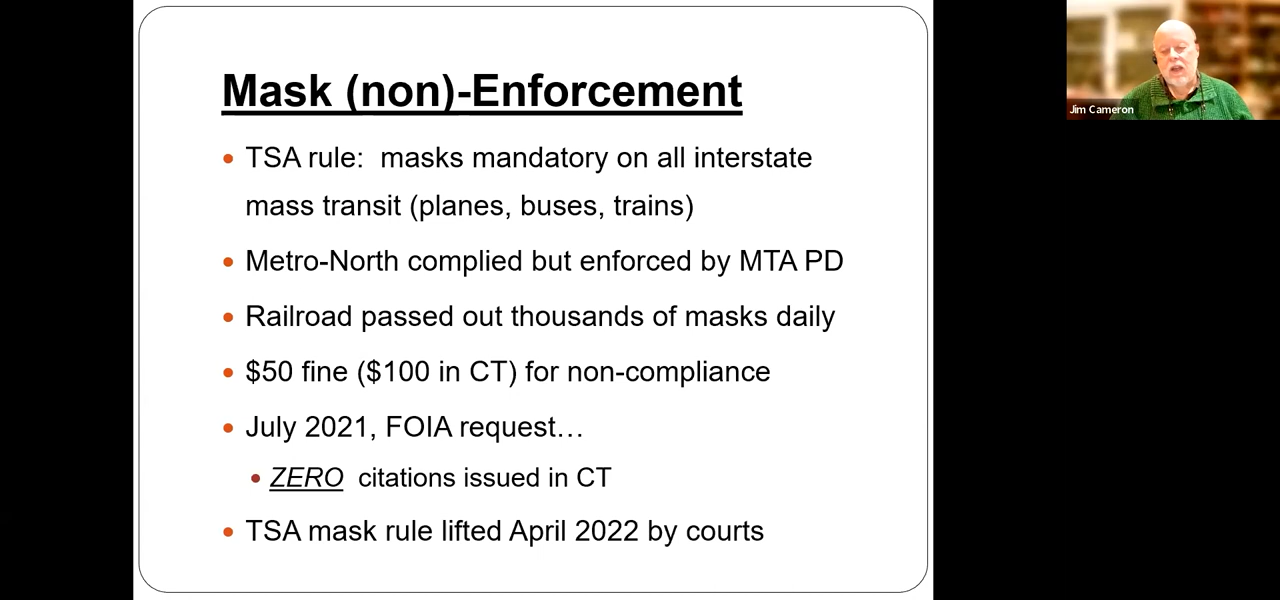 Mask (non)-Enforcement
• TSA rule:  masks mandatory on all interstate
mass transit (planes, buses, trains)
• Metro-North complied but enforced by MTA PD
• Railroad passed out thousands of masks daily
• $50 fine ($100 in CT) for non-compliance
• July 2021, FOIA request…
• ZERO  citations issued in CT
• TSA mask rule lifted April 2022 by courts
Jim Cameron